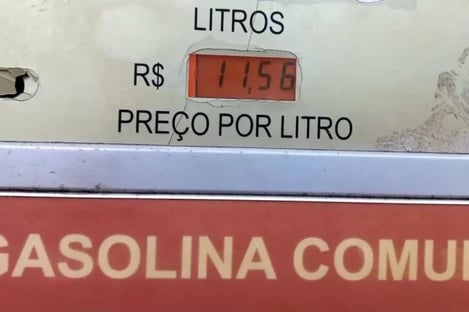 LITROS
R$ 11,56
PREÇO POR LITRO
GASOLINA COMU